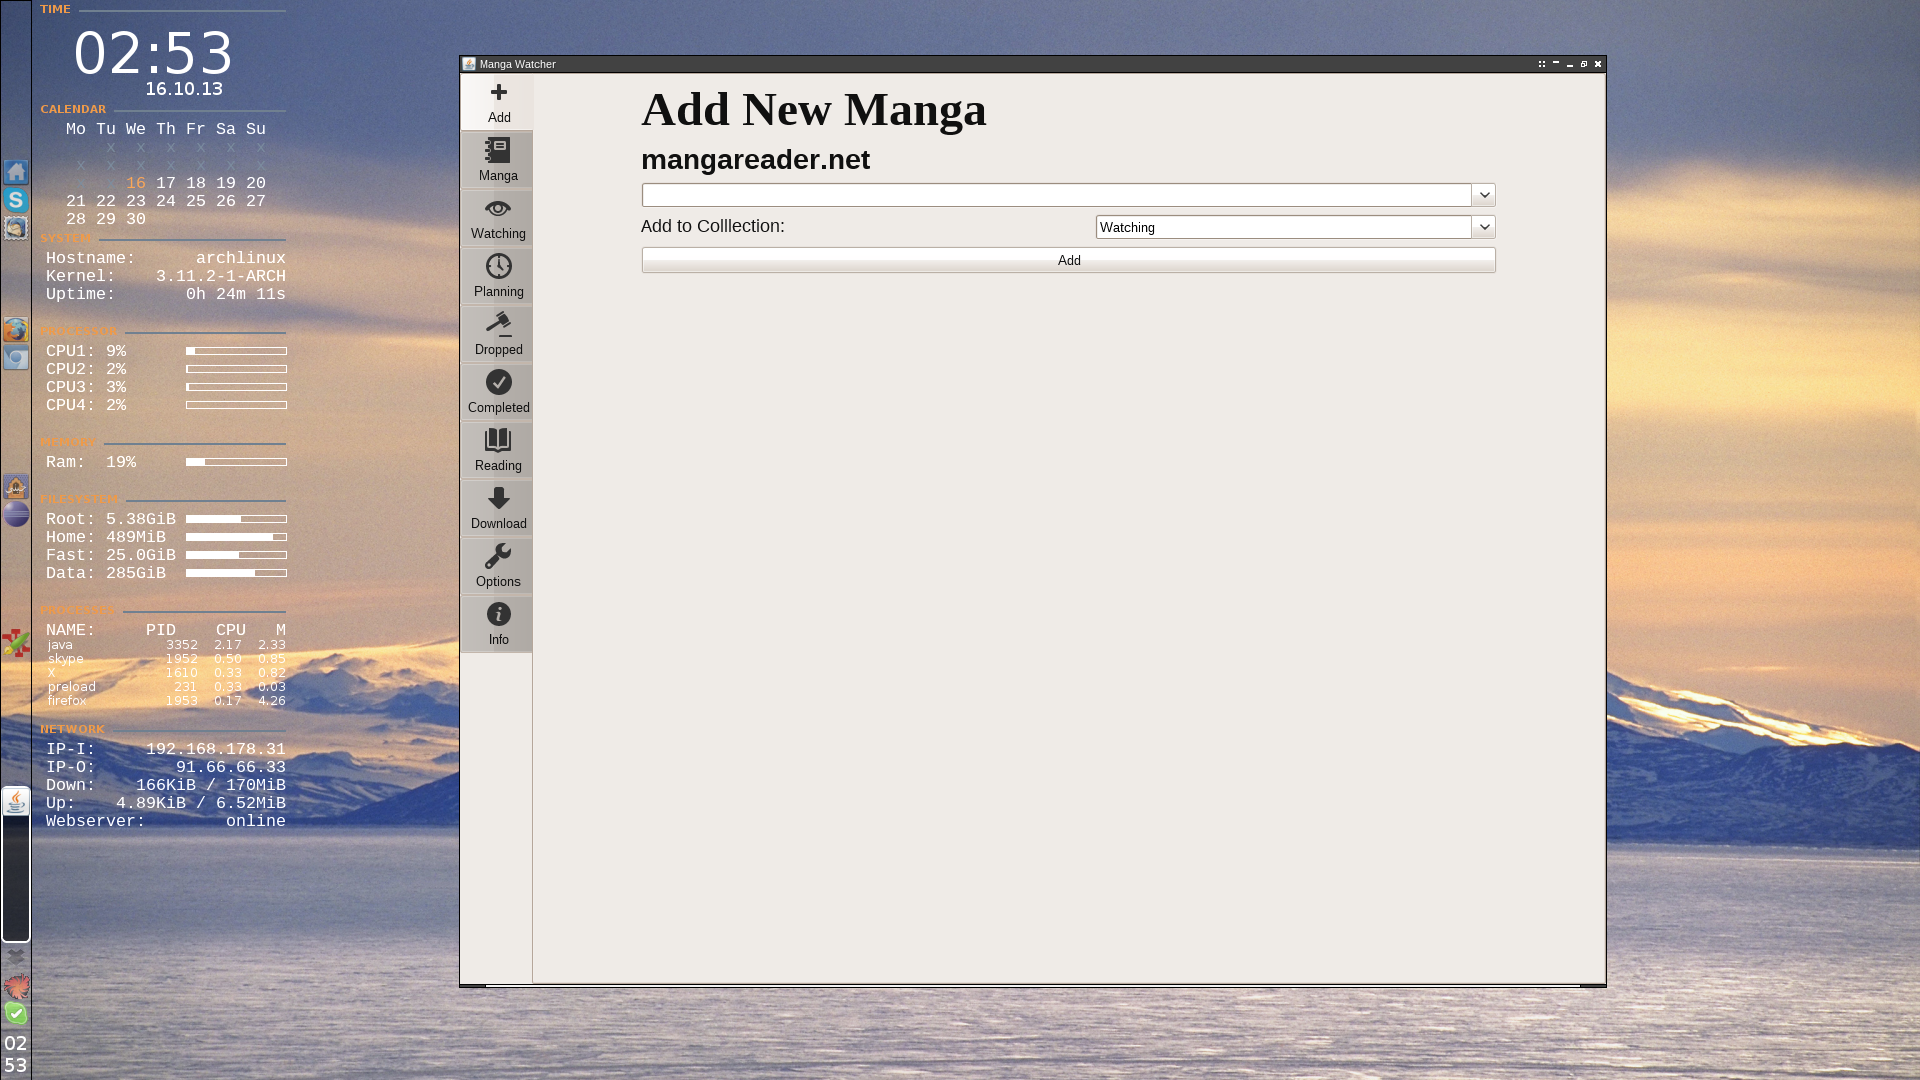 TIME
02:53
16.10.13
CALENDAR
Mo Tu We Th Fr Sa Su
x x x x x x
x x x x x x x
16 17 18 19 20
21 22 23 24 25 26 27
28 29 30
SYSTEM
Hostname: archlinux
Kernel: 3.11.2-1-ARCH
Uptime: 0h 24m 11s
PROCESSOR
CPU1: 9%
CPU2: 2%
CPU3: 3%
CPU4: 2%
MEMORY
Ram: 19%
FILESYSTEM
Root: 5.38GiB
Home: 489MiB
Fast: 25.0GiB
Data: 285GiB
PROCESSES
NAME: PID CPU M
java 3352 2.17 2.33
skype 1952 0.50 0.85
X 1610 0.33 0.82
preload 231 0.33 0.03
firefox 1953 0.17 4.26
NETWORK
IP-I: 192.168.178.31
IP-O: 91.66.66.33
Down: 166KiB / 170MiB
Up: 4.89KiB / 6.52MiB
Webserver: online
02
53
Manga Watcher
Add
Manga
Watching
Planning
Dropped
Completed
Reading
Download
Options
Info
Add New Manga
mangareader.net
Add to Colllection:
Watching
Add